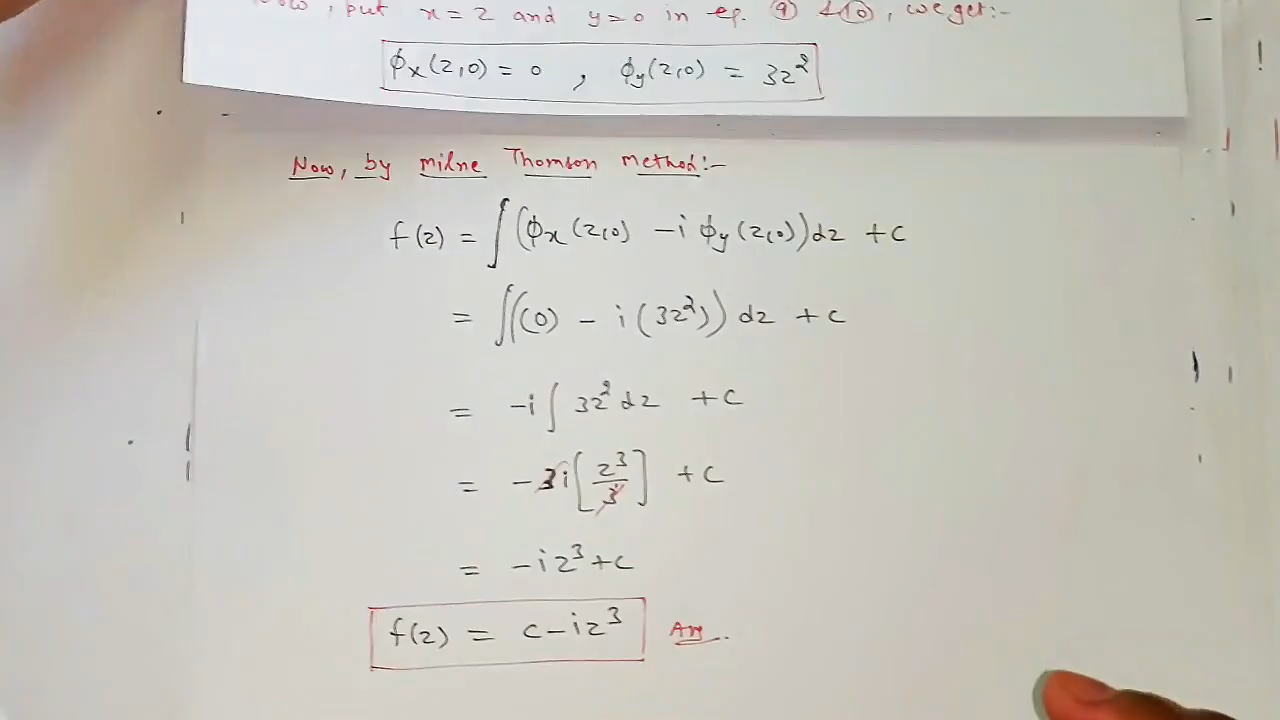 Now, put x = z and y = 0 in eq. ⑨ & ⑩, we get:-
ϕx(z,0) = 0 , ϕy(z,0) = 3z²
Now, by milne Thomson method:-
f(z) = ∫(ϕx(z,0) - i ϕy(z,0))dz + c
= ∫((0) - i(3z²))dz + c
= -i∫ 3z² dz + c
= -3i[z³/3] + c
= -iz³ + c
f(z) = c - iz³ Ans.